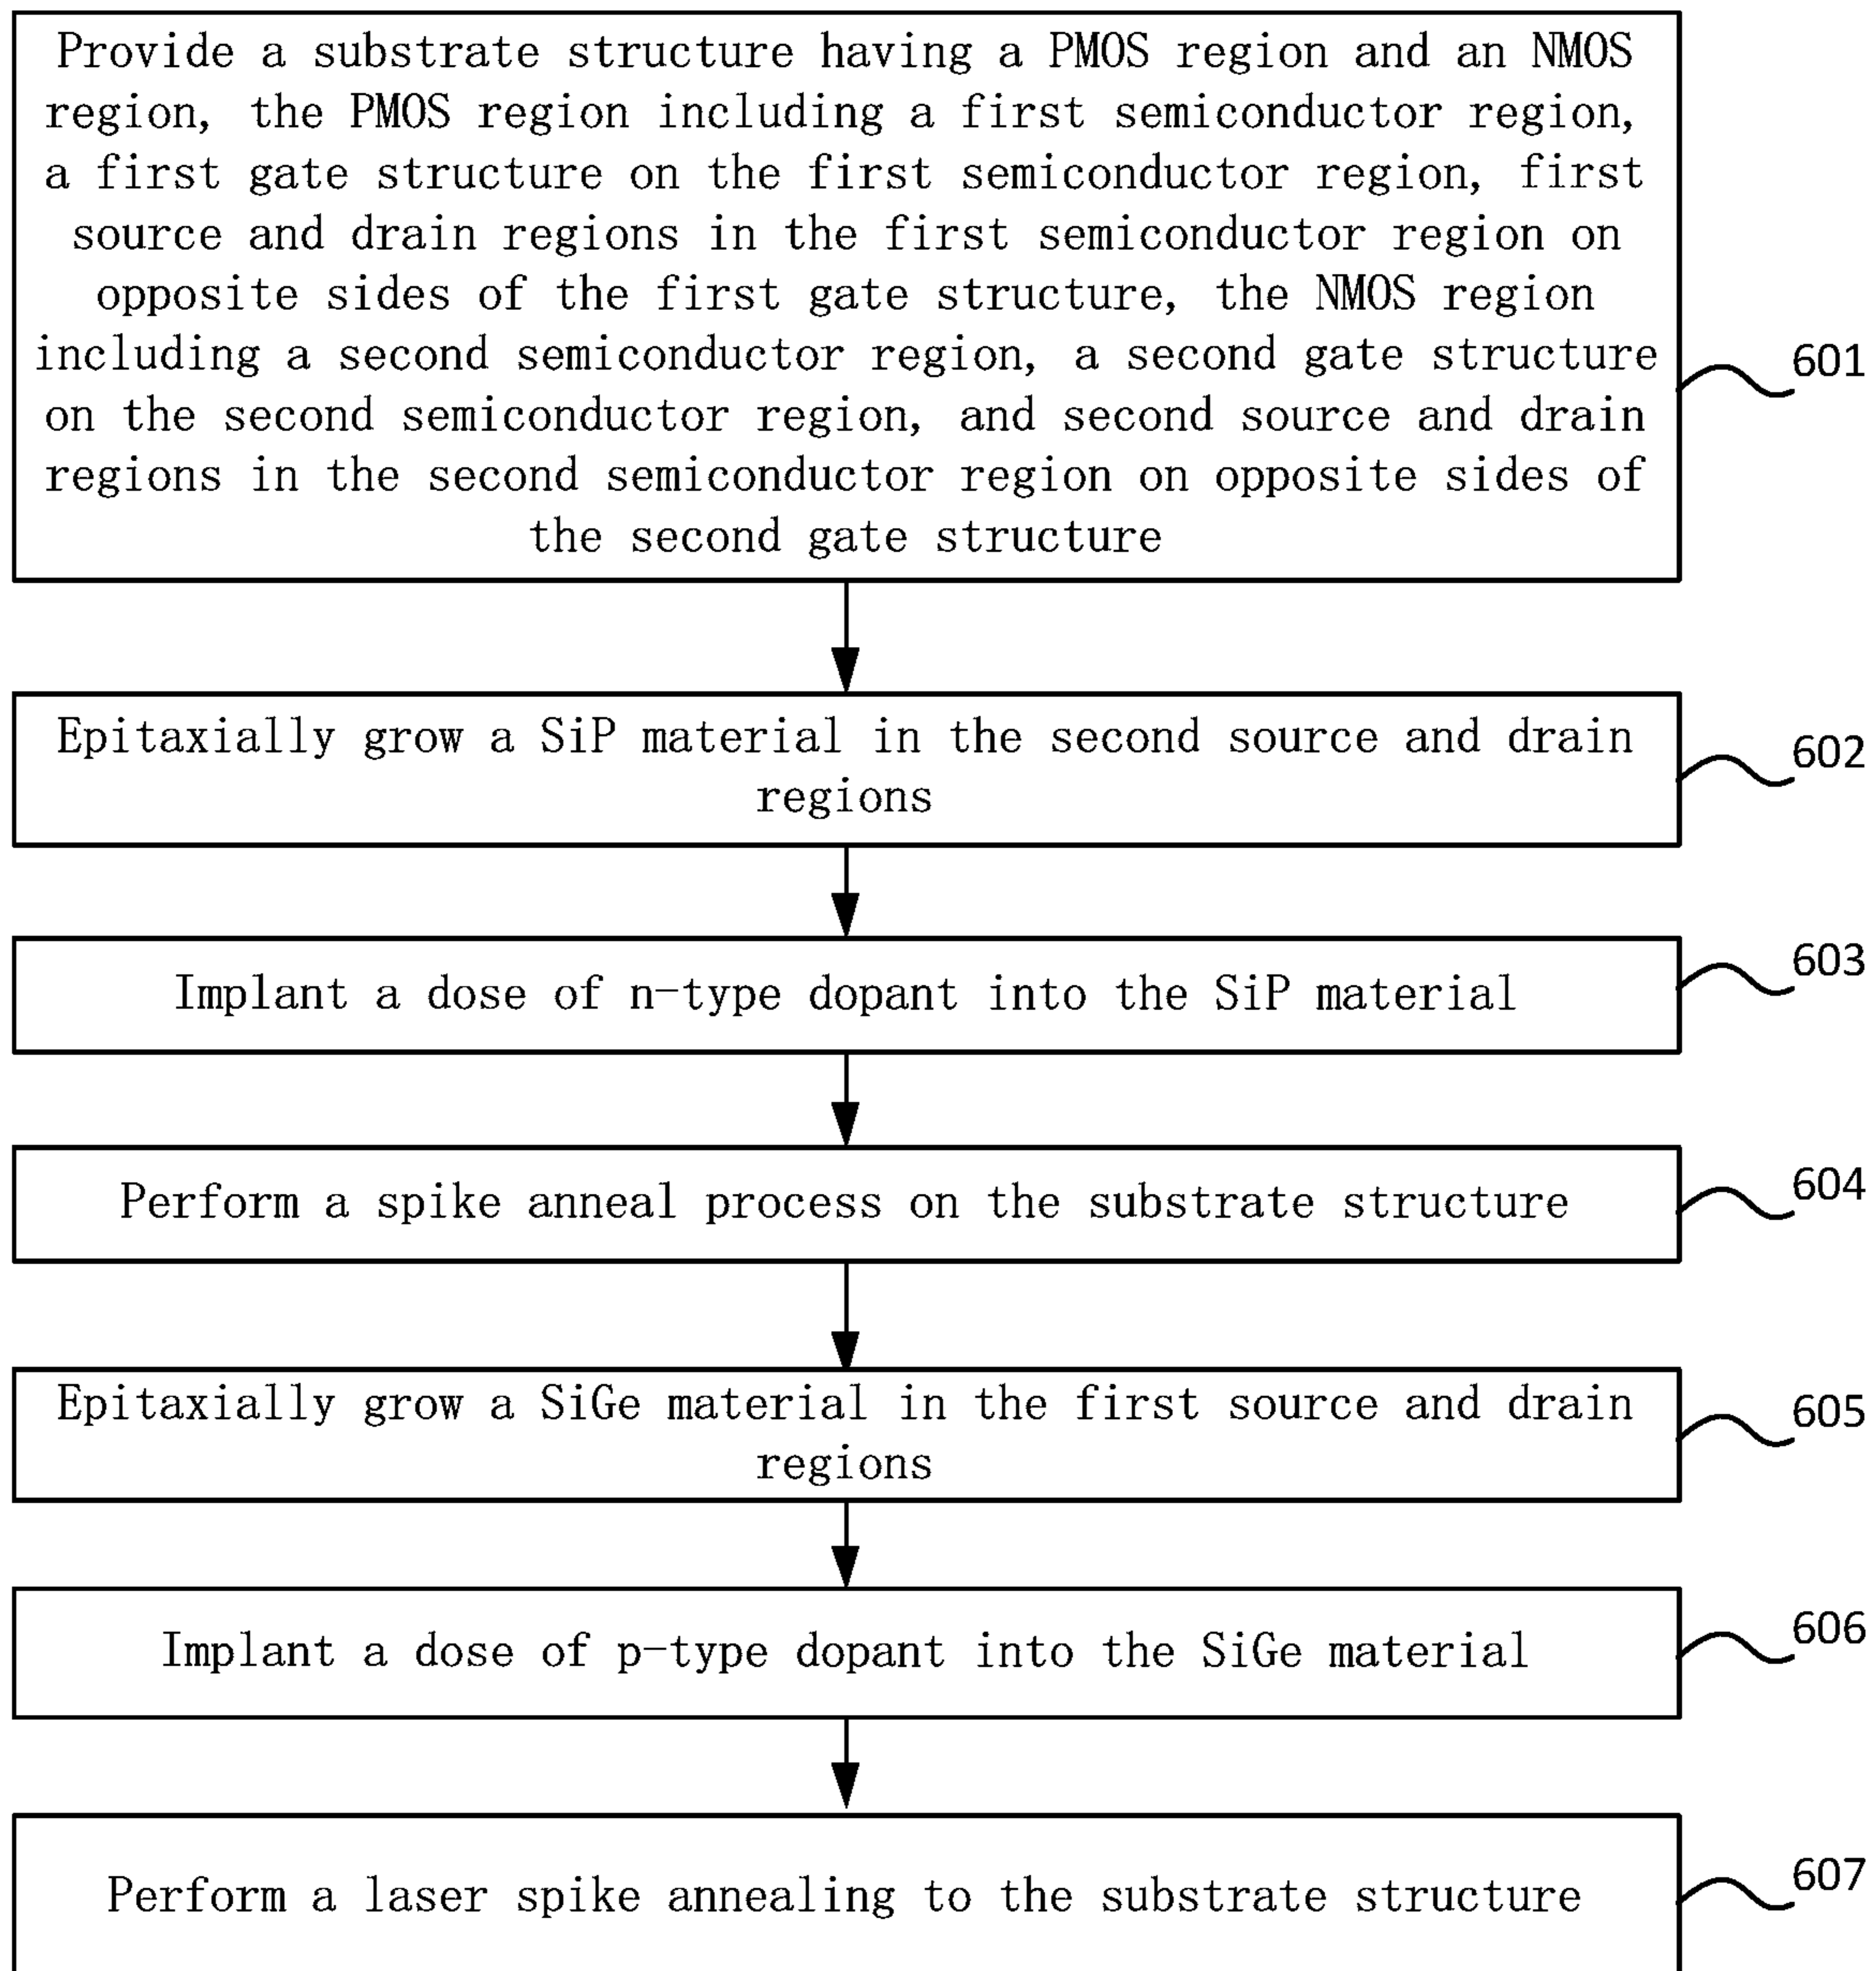 Provide a substrate structure having a PMOS region and an NMOS
region, the PMOS region including a first semiconductor region,
a first gate structure on the first semiconductor region, first
source and drain regions in the first semiconductor region on
opposite sides of the first gate structure, the NMOS region
including a second semiconductor region, a second gate structure
on the second semiconductor region, and second source and drain
regions in the second semiconductor region on opposite sides of
the second gate structure
601
Epitaxially grow a SiP material in the second source and drain
regions
602
Implant a dose of n-type dopant into the SiP material
603
Perform a spike anneal process on the substrate structure
604
Epitaxially grow a SiGe material in the first source and drain
regions
605
Implant a dose of p-type dopant into the SiGe material
606
Perform a laser spike annealing to the substrate structure
607